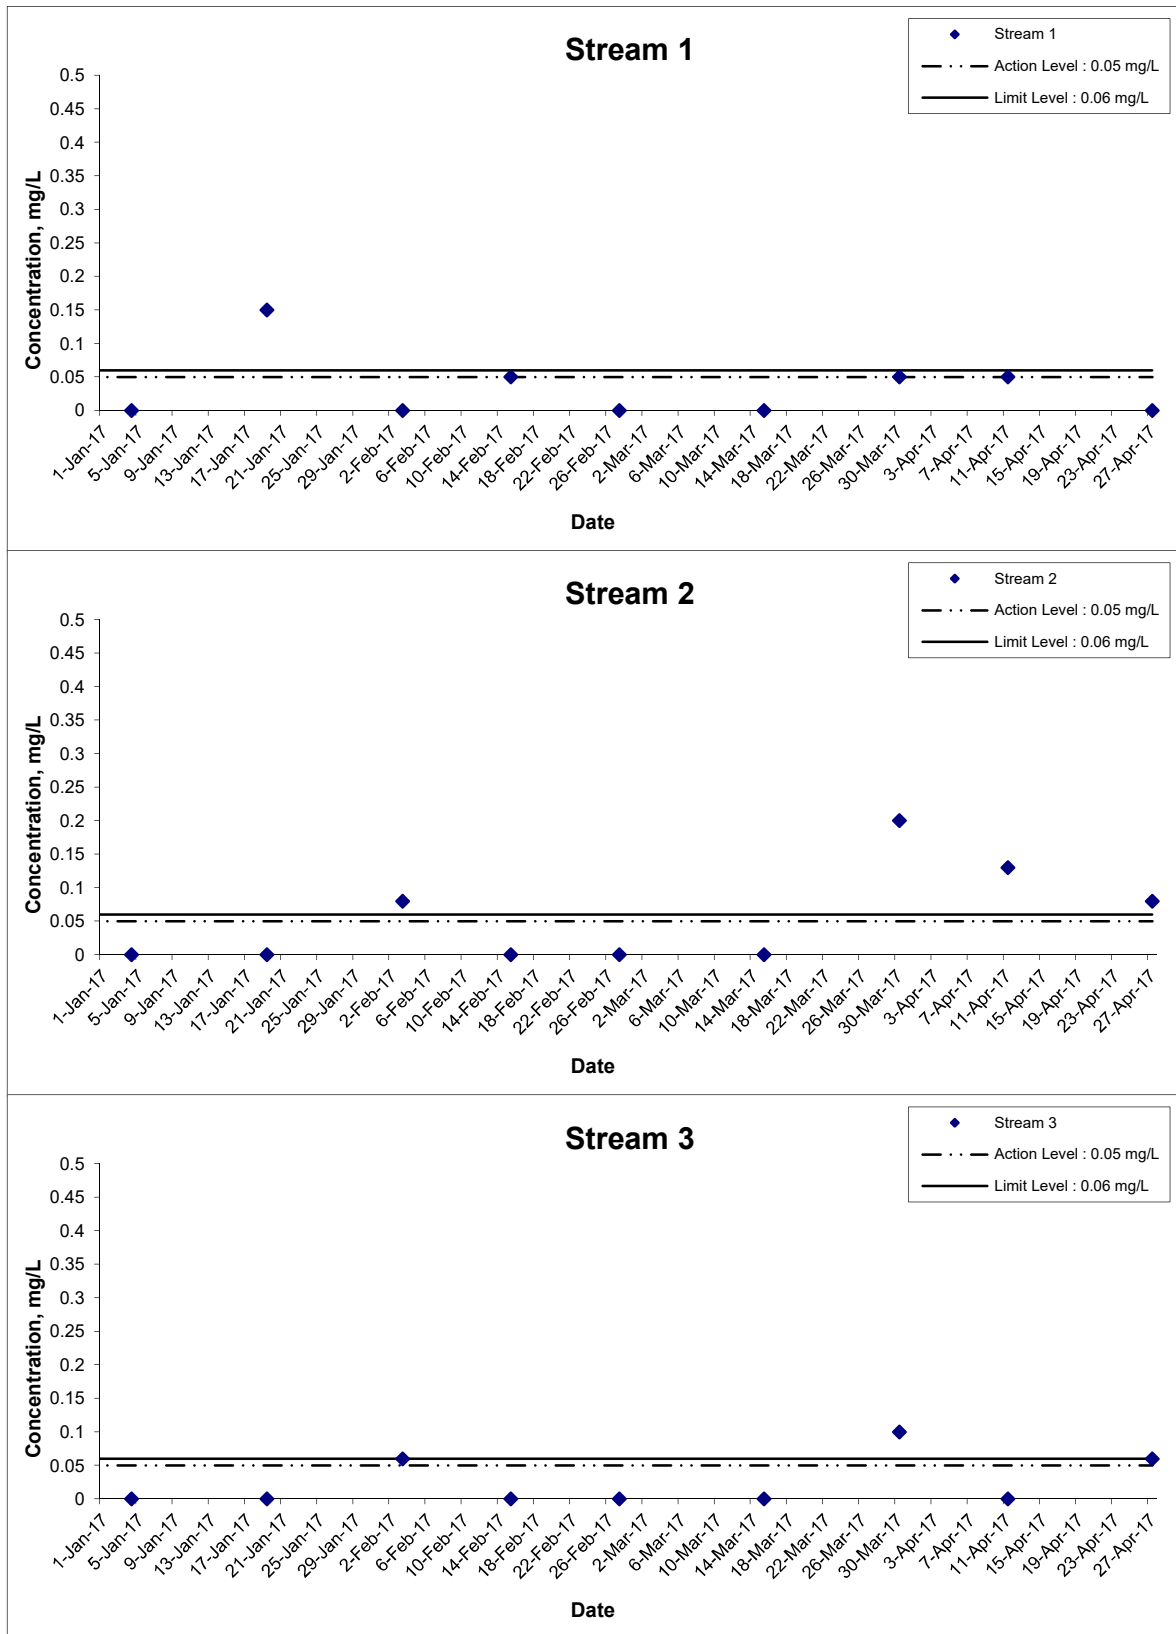 Stream 1
Stream 1
Action Level : 0.05 mg/L
Limit Level : 0.06 mg/L
Concentration, mg/L
0.5
0.45
0.4
0.35
0.3
0.25
0.2
0.15
0.1
0.05
0
1-Jan-17
5-Jan-17
9-Jan-17
13-Jan-17
17-Jan-17
21-Jan-17
25-Jan-17
29-Jan-17
2-Feb-17
6-Feb-17
10-Feb-17
14-Feb-17
18-Feb-17
22-Feb-17
26-Feb-17
2-Mar-17
6-Mar-17
10-Mar-17
14-Mar-17
18-Mar-17
22-Mar-17
26-Mar-17
30-Mar-17
3-Apr-17
7-Apr-17
11-Apr-17
15-Apr-17
19-Apr-17
23-Apr-17
27-Apr-17
Date
Stream 2
Stream 2
Action Level : 0.05 mg/L
Limit Level : 0.06 mg/L
Concentration, mg/L
0.5
0.45
0.4
0.35
0.3
0.25
0.2
0.15
0.1
0.05
0
1-Jan-17
5-Jan-17
9-Jan-17
13-Jan-17
17-Jan-17
21-Jan-17
25-Jan-17
29-Jan-17
2-Feb-17
6-Feb-17
10-Feb-17
14-Feb-17
18-Feb-17
22-Feb-17
26-Feb-17
2-Mar-17
6-Mar-17
10-Mar-17
14-Mar-17
18-Mar-17
22-Mar-17
26-Mar-17
30-Mar-17
3-Apr-17
7-Apr-17
11-Apr-17
15-Apr-17
19-Apr-17
23-Apr-17
27-Apr-17
Date
Stream 3
Stream 3
Action Level : 0.05 mg/L
Limit Level : 0.06 mg/L
Concentration, mg/L
0.5
0.45
0.4
0.35
0.3
0.25
0.2
0.15
0.1
0.05
0
1-Jan-17
5-Jan-17
9-Jan-17
13-Jan-17
17-Jan-17
21-Jan-17
25-Jan-17
29-Jan-17
2-Feb-17
6-Feb-17
10-Feb-17
14-Feb-17
18-Feb-17
22-Feb-17
26-Feb-17
2-Mar-17
6-Mar-17
10-Mar-17
14-Mar-17
18-Mar-17
22-Mar-17
26-Mar-17
30-Mar-17
3-Apr-17
7-Apr-17
11-Apr-17
15-Apr-17
19-Apr-17
23-Apr-17
27-Apr-17
Date